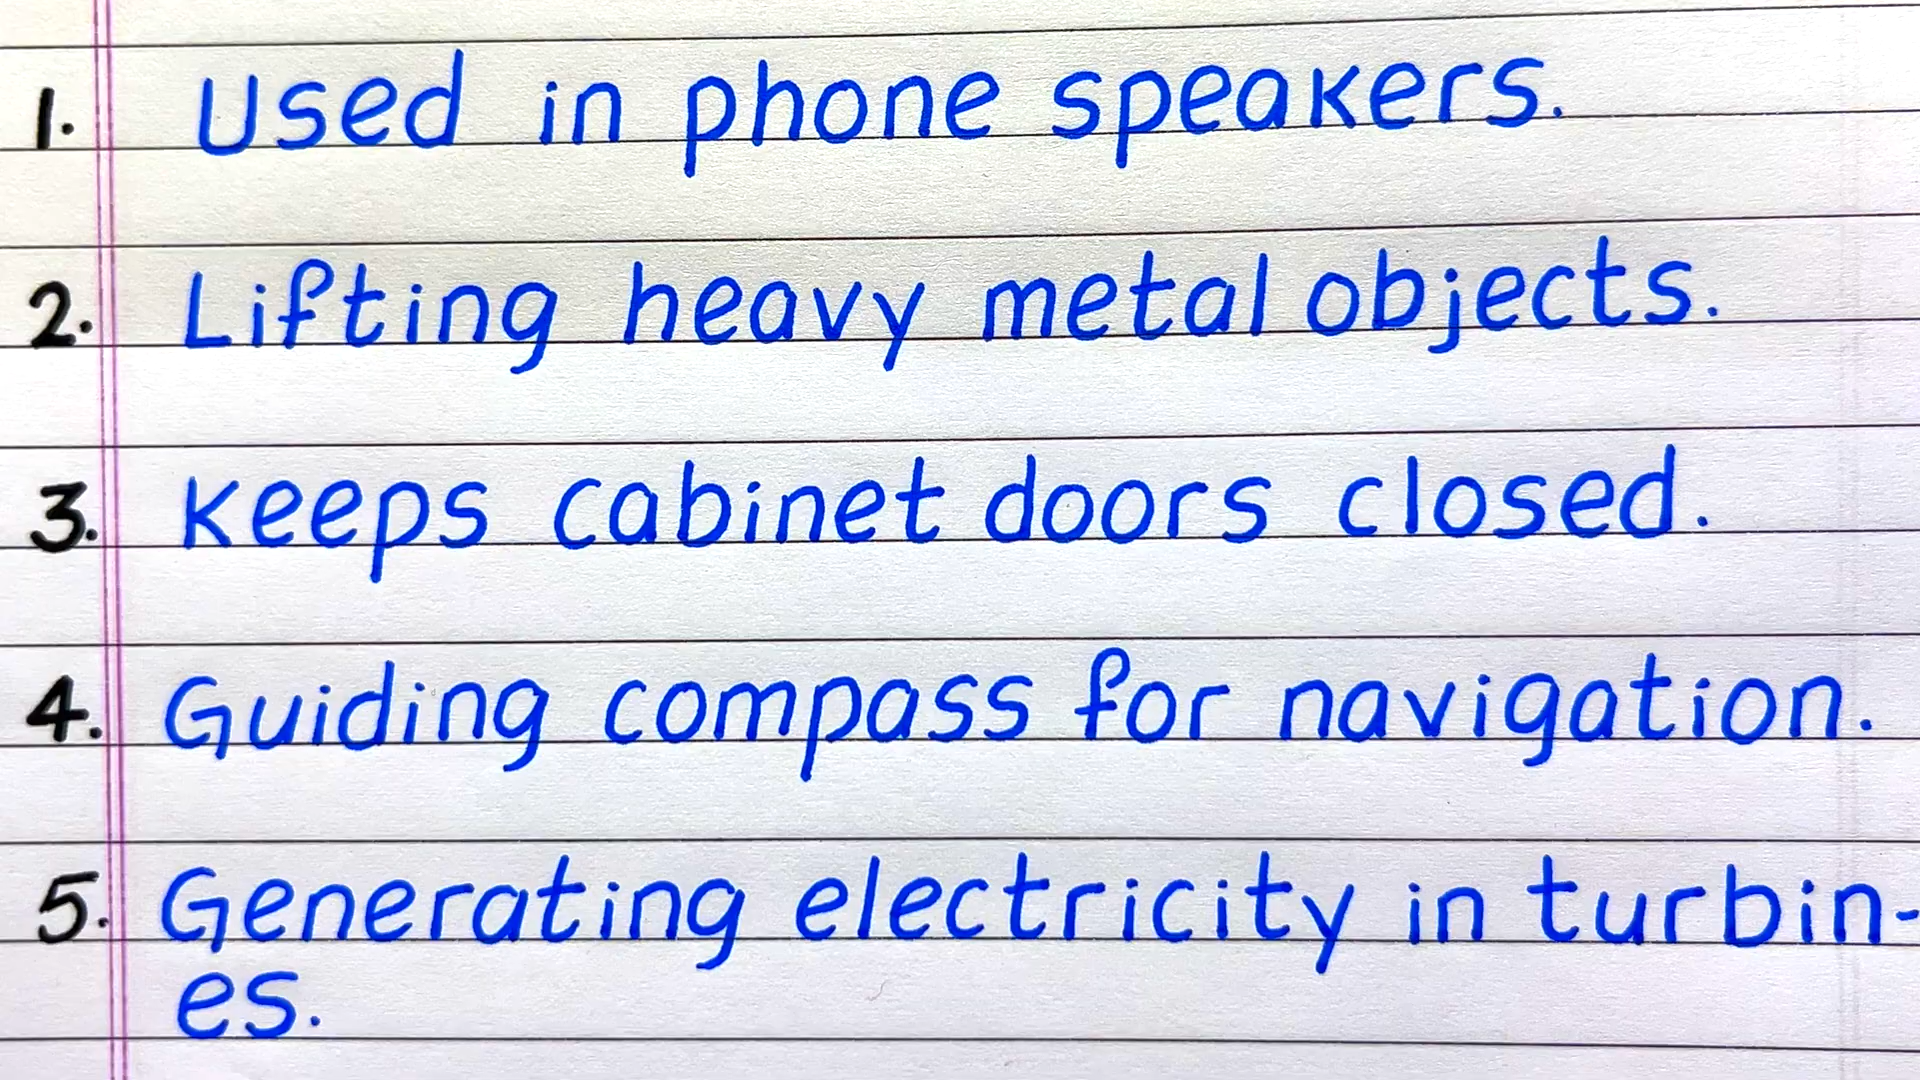 1. Used in phone speakers.
2. Lifting heavy metal objects.
3. Keeps cabinet doors closed.
4. Guiding compass for navigation.
5. Generating electricity in turbin-
es.